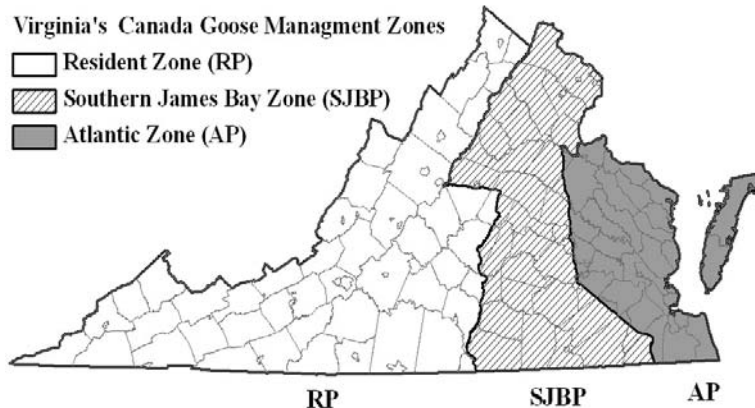 Virginia's Canada Goose Managment Zones
Resident Zone (RP)
Southern James Bay Zone (SJBP)
Atlantic Zone (AP)
RP
SJBP
AP